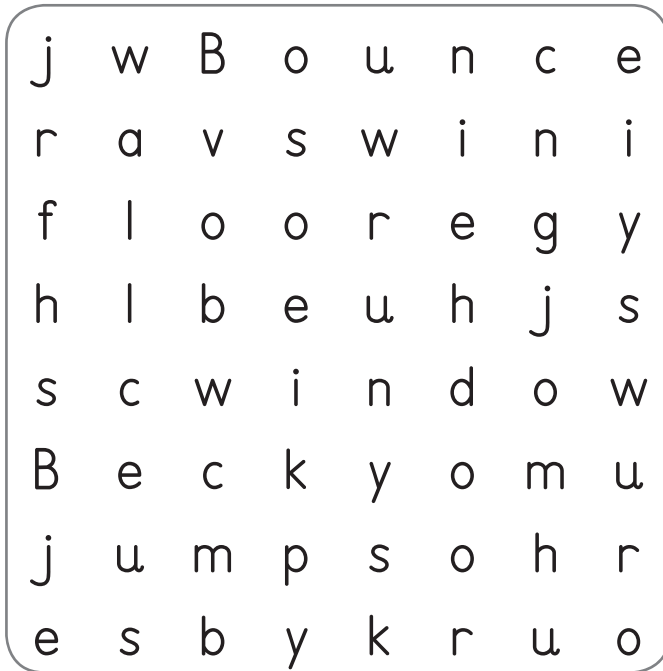 j w B o u n c e
r a v s w i n i
f l o o r e g y
h l b e u h j s
s c w i n d o w
B e c k y o m u
j u m p s o h r
e s b y k r u o